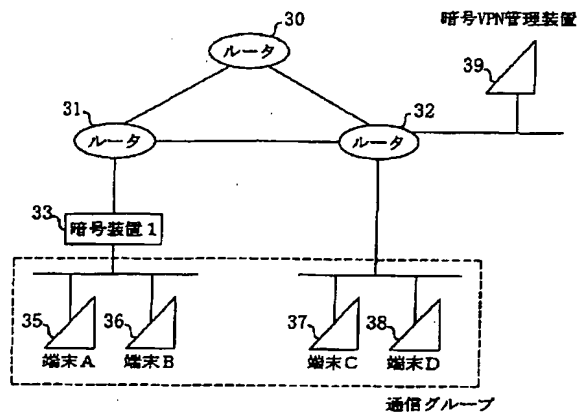 30
ルータ
暗号VPN管理装置
39
31
ルータ
32
ルータ
33
暗号装置1
35
端末A
36
端末B
37
端末C
38
端末D
通信グループ